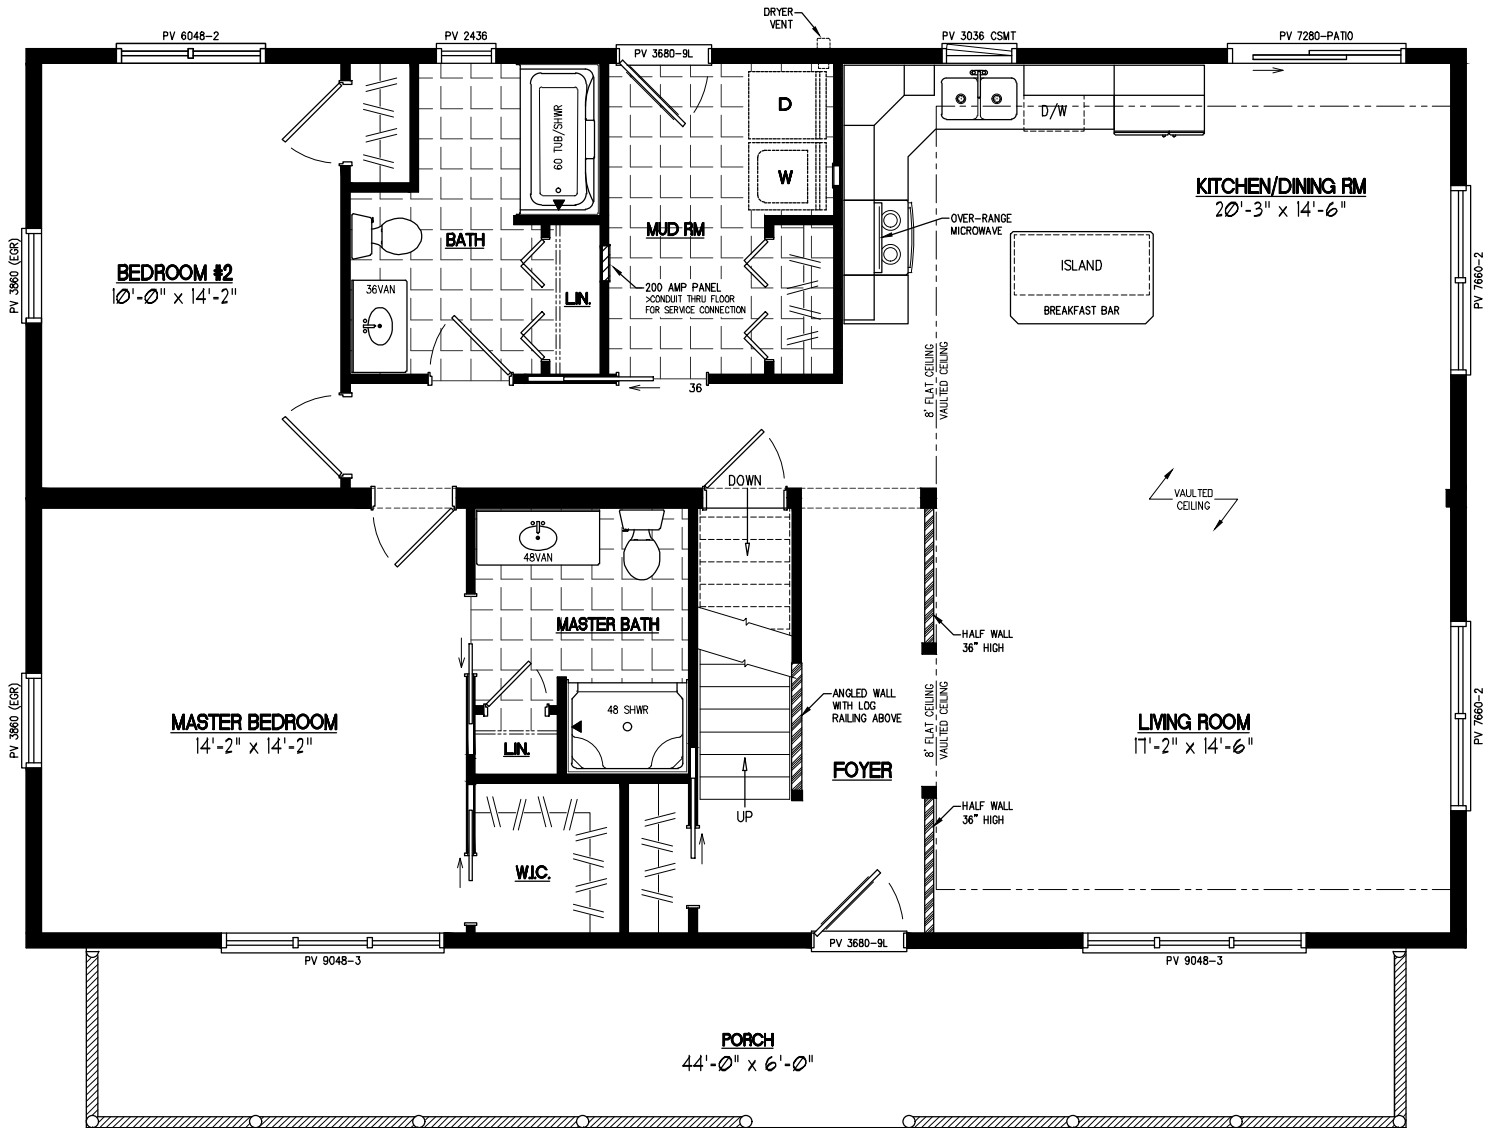 DRYER
VENT
PV 6048-2
PV 2436
PV 3680-9L
PV 3036 CSMT
PV 7280-PATIO
D
W
60 TUB/SHWR
D/W
KITCHEN/DINING RM
20'-3" x 14'-6"
OVER-RANGE
MICROWAVE
MUD RM
BATH
ISLAND
BREAKFAST BAR
PV 3860 (EGR)
BEDROOM #2
10'-0" x 14'-2"
36VAN
LIN.
200 AMP PANEL
>CONDUIT THRU FLOOR
FOR SERVICE CONNECTION
PV 7660-2
8' FLAT CEILING
VAULTED CEILING
36
DOWN
VAULTED
CEILING
48VAN
MASTER BATH
HALF WALL
36" HIGH
PV 3860 (EGR)
MASTER BEDROOM
14'-2" x 14'-2"
48 SHWR
LIN.
ANGLED WALL
WITH LOG
RAILING ABOVE
8' FLAT CEILING
VAULTED CEILING
LIVING ROOM
17'-2" x 14'-6"
PV 7660-2
FOYER
UP
HALF WALL
36" HIGH
W.I.C.
PV 9048-3
PV 3680-9L
PV 9048-3
PORCH
44'-0" x 6'-0"